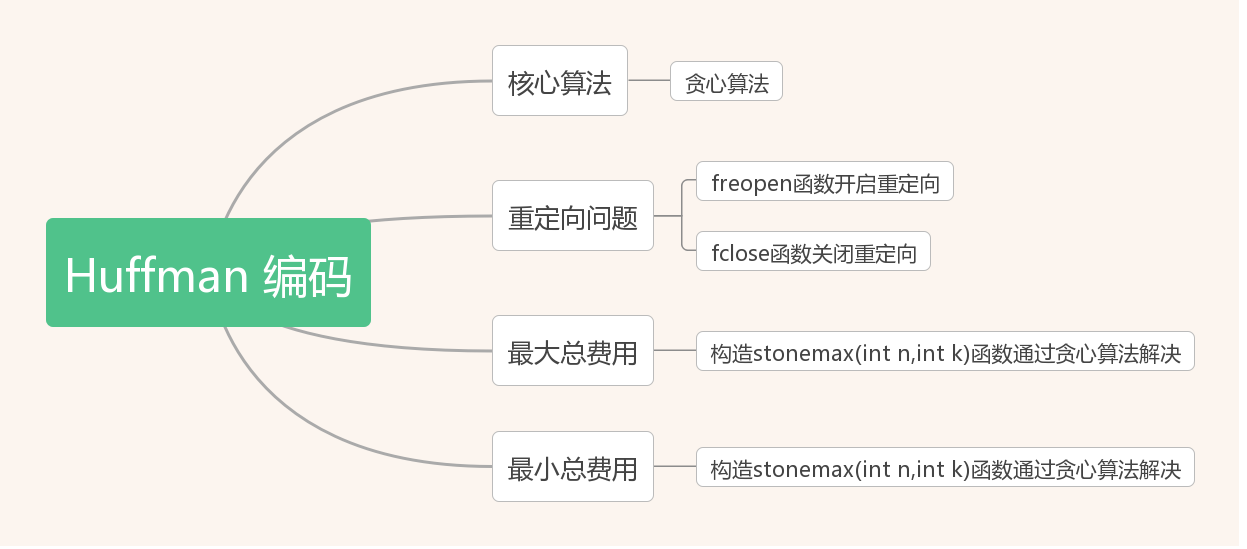 Huffman 编码
核心算法
贪心算法
重定向问题
freopen函数开启重定向
fclose函数关闭重定向
最大总费用
构造stonemax(int n,int k)函数通过贪心算法解决
最小总费用
构造stonemax(int n,int k)函数通过贪心算法解决